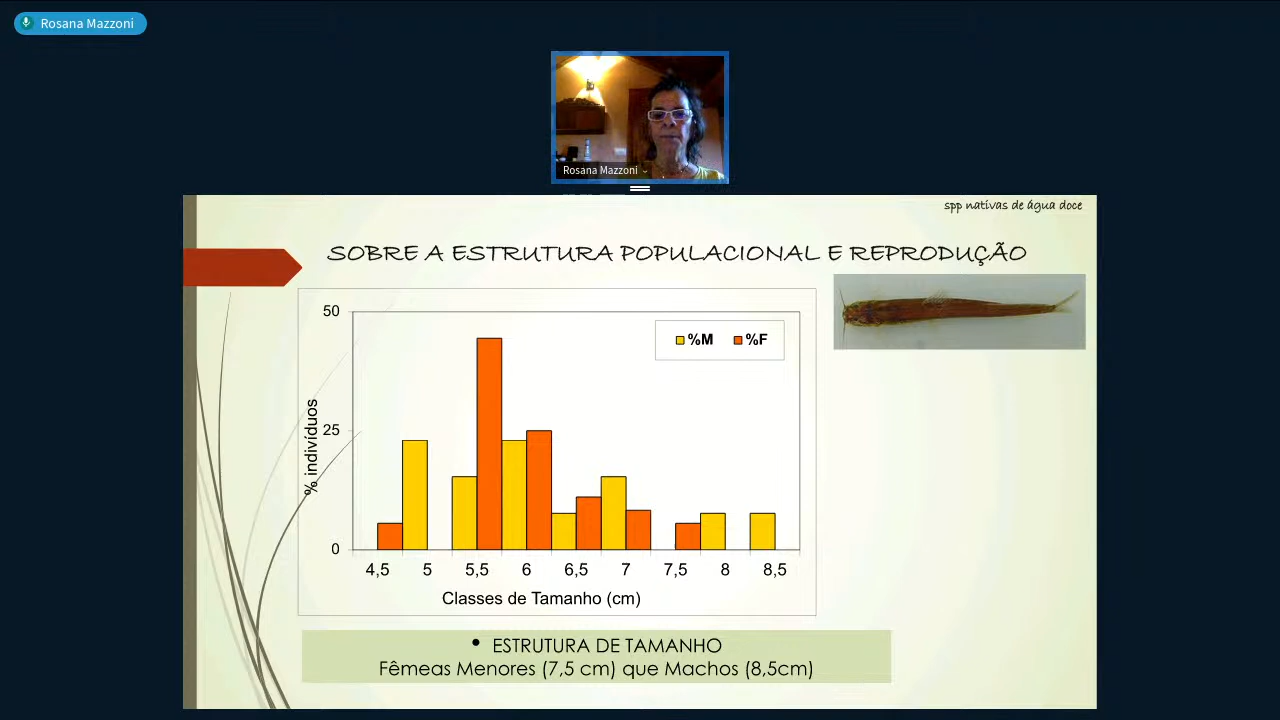 Rosana Mazzoni
Rosana Mazzoni
spp nativas de água doce
SOBRE A ESTRUTURA POPULACIONAL E REPRODUÇÃO
50
%M %F
25
% indivíduos
0
4,5 5 5,5 6 6,5 7 7,5 8 8,5
Classes de Tamanho (cm)
• ESTRUTURA DE TAMANHO
Fêmeas Menores (7,5 cm) que Machos (8,5cm)